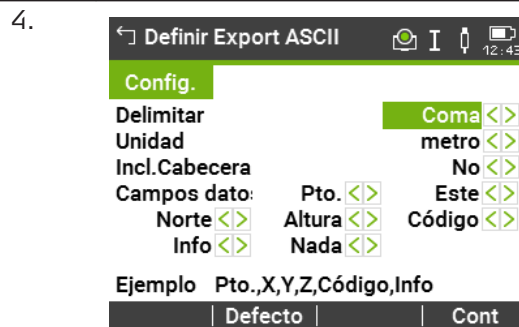 4.
Definir Export ASCII
12:43
Config.
Delimitar Coma
Unidad metro
Incl.Cabecera No
Campos dato: Pto. Este
Norte Altura Código
Info Nada
Ejemplo Pto.,X,Y,Z,Código,Info
Defecto Cont